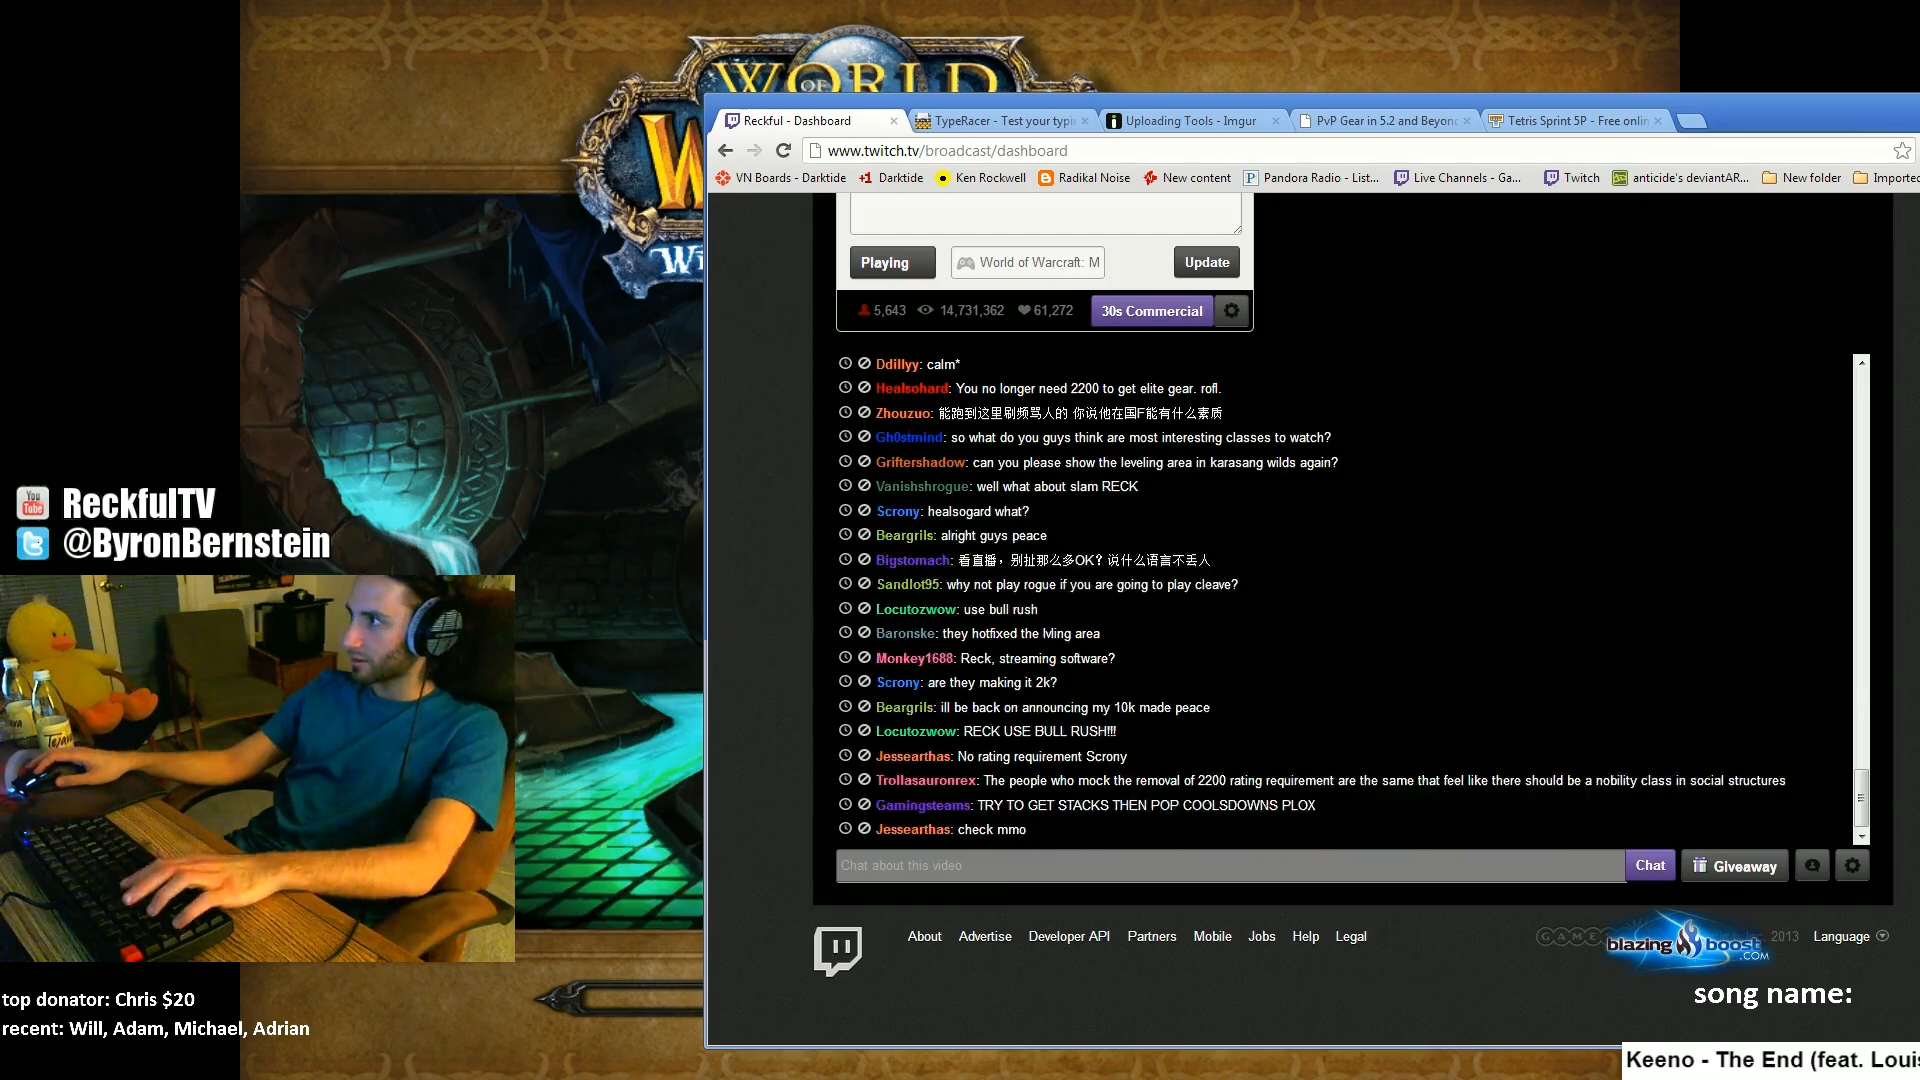 WORLD
OF
W
Wr
Reckful - Dashboard
TypeRacer - Test your typi
Uploading Tools - Imgur
PvP Gear in 5.2 and Beyond
Tetris Sprint 5P - Free onlin
www.twitch.tv/broadcast/dashboard
VN Boards - Darktide
+1 Darktide
Ken Rockwell
Radikal Noise
New content
Pandora Radio - List...
Live Channels - Ga...
Twitch
anticide's deviantAR...
New folder
Imported
Playing
World of Warcraft: M
Update
5,643
14,731,362
61,272
30s Commercial
Ddillyy: calm*
Healsohard: You no longer need 2200 to get elite gear. rofl.
Zhouzuo: 能跑到这里刷频骂人的 你说他在国F能有什么素质
Gh0stmind: so what do you guys think are most interesting classes to watch?
Griftershadow: can you please show the leveling area in karasang wilds again?
Vanishshrogue: well what about slam RECK
Scrony: healsogard what?
Beargrils: alright guys peace
Bigstomach: 看直播，别扯那么多OK? 说什么语言不丢人
Sandlot95: why not play rogue if you are going to play cleave?
Locutozwow: use bull rush
Baronske: they hotfixed the lvling area
Monkey1688: Reck, streaming software?
Scrony: are they making it 2k?
Beargrils: ill be back on announcing my 10k made peace
Locutozwow: RECK USE BULL RUSH!!!!
Jessearthas: No rating requirement Scrony
Trollasauronrex: The people who mock the removal of 2200 rating requirement are the same that feel like there should be a nobility class in social structures
Gamingsteams: TRY TO GET STACKS THEN POP COOLSDOWNS PLOX
Jessearthas: check mmo
Chat about this video
Chat
Giveaway
About
Advertise
Developer API
Partners
Mobile
Jobs
Help
Legal
GAME
blazing boost
.COM
2013
Language
You Tube
ReckfulTV
@ByronBernstein
top donator: Chris $20
recent: Will, Adam, Michael, Adrian
song name:
Keeno - The End (feat. Louis